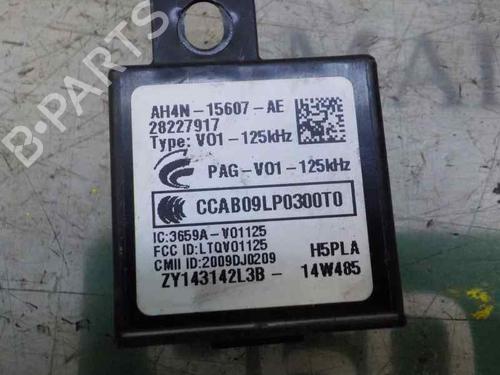 B-PARTS
AH4N-15607-AE
28227917
Type: V01-125kHz
PAG-V01-125kHz
CCAB09LP0300T0
IC:3659A-V01125
FCC ID:LTQV01125
CMII ID:2009DJ0209
H5PLA
ZY143142L3B - 14W485